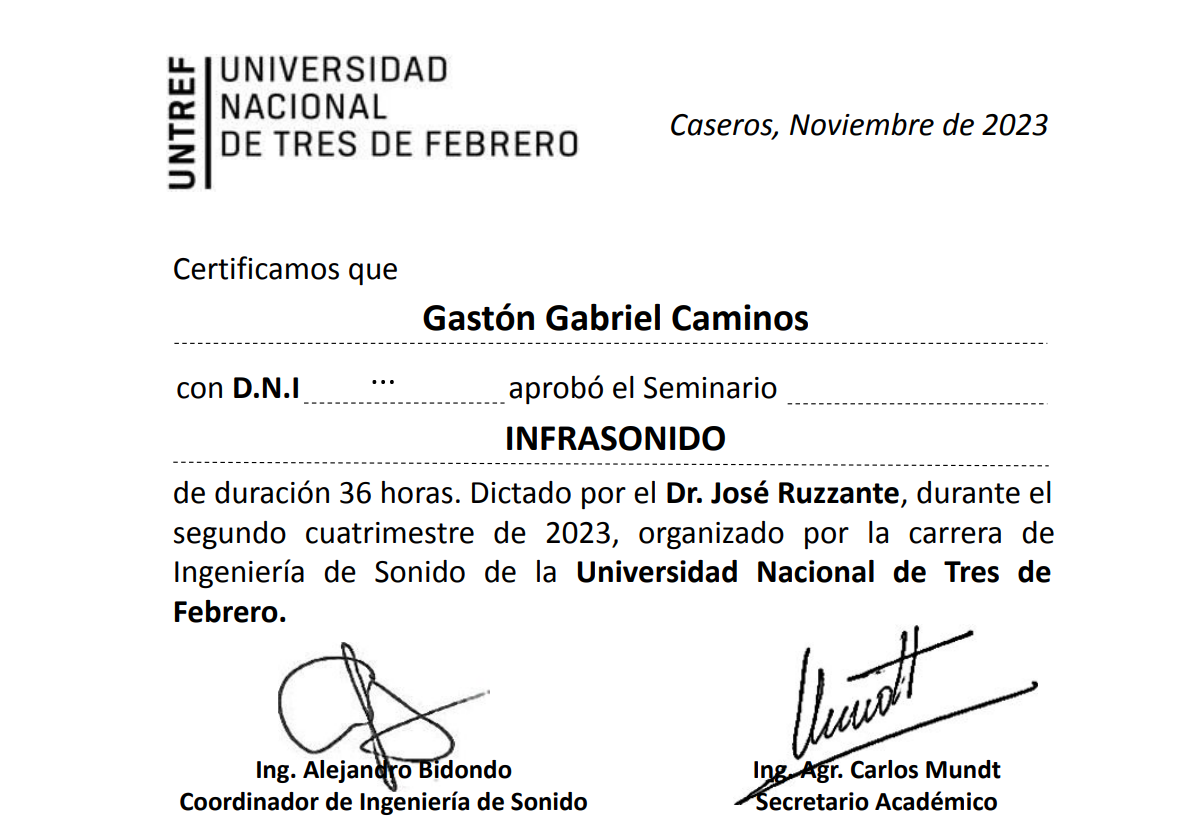 UNTREF
UNIVERSIDAD
NACIONAL
DE TRES DE FEBRERO
Caseros, Noviembre de 2023
Certificamos que
Gastón Gabriel Caminos
con D.N.I ... aprobó el Seminario
INFRASONIDO
de duración 36 horas. Dictado por el Dr. José Ruzzante, durante el
segundo cuatrimestre de 2023, organizado por la carrera de
Ingeniería de Sonido de la Universidad Nacional de Tres de
Febrero.
Mundt
Ing. Alejandro Bidondo
Ing. Agr. Carlos Mundt
Coordinador de Ingeniería de Sonido
Secretario Académico